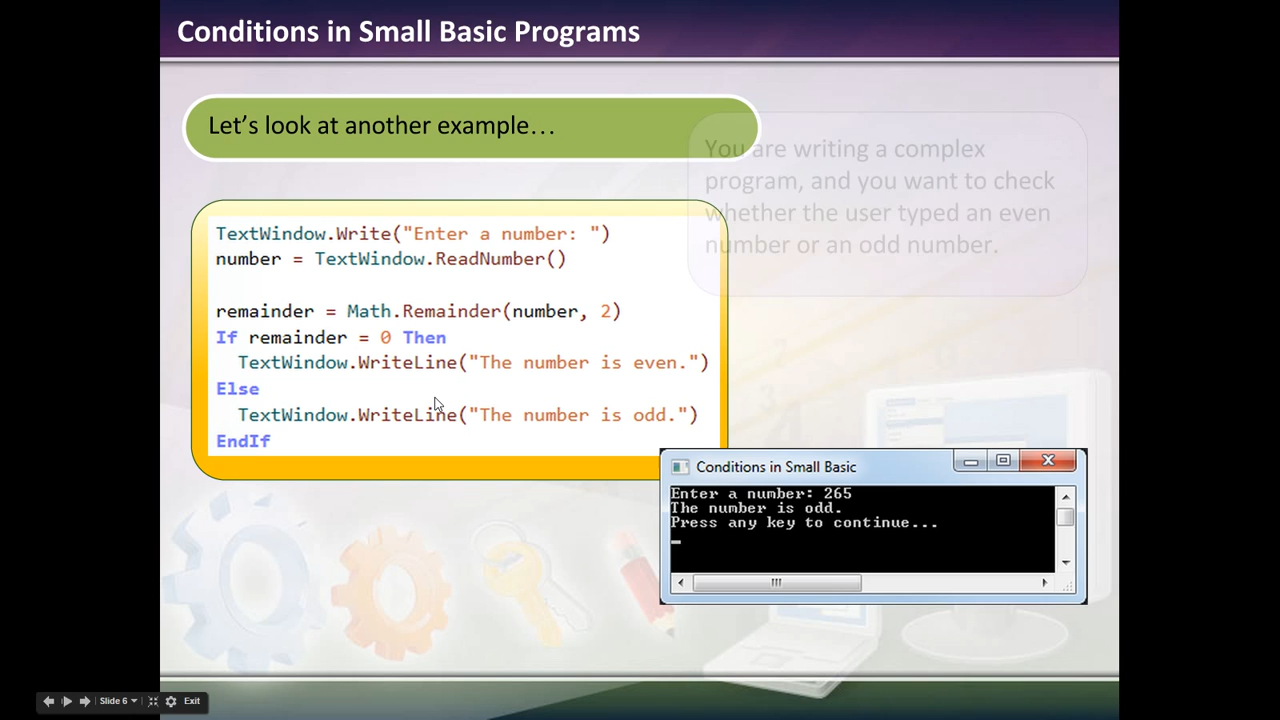 Conditions in Small Basic Programs
Let's look at another example…
You are writing a complex
program, and you want to check
whether the user typed an even
number or an odd number.
TextWindow.Write("Enter a number: ")
number = TextWindow.ReadNumber()
remainder = Math.Remainder(number, 2)
If remainder = 0 Then
TextWindow.WriteLine("The number is even.")
Else
TextWindow.WriteLine("The number is odd.")
EndIf
Conditions in Small Basic
Enter a number: 265
The number is odd.
Press any key to continue...
Slide 6
Exit